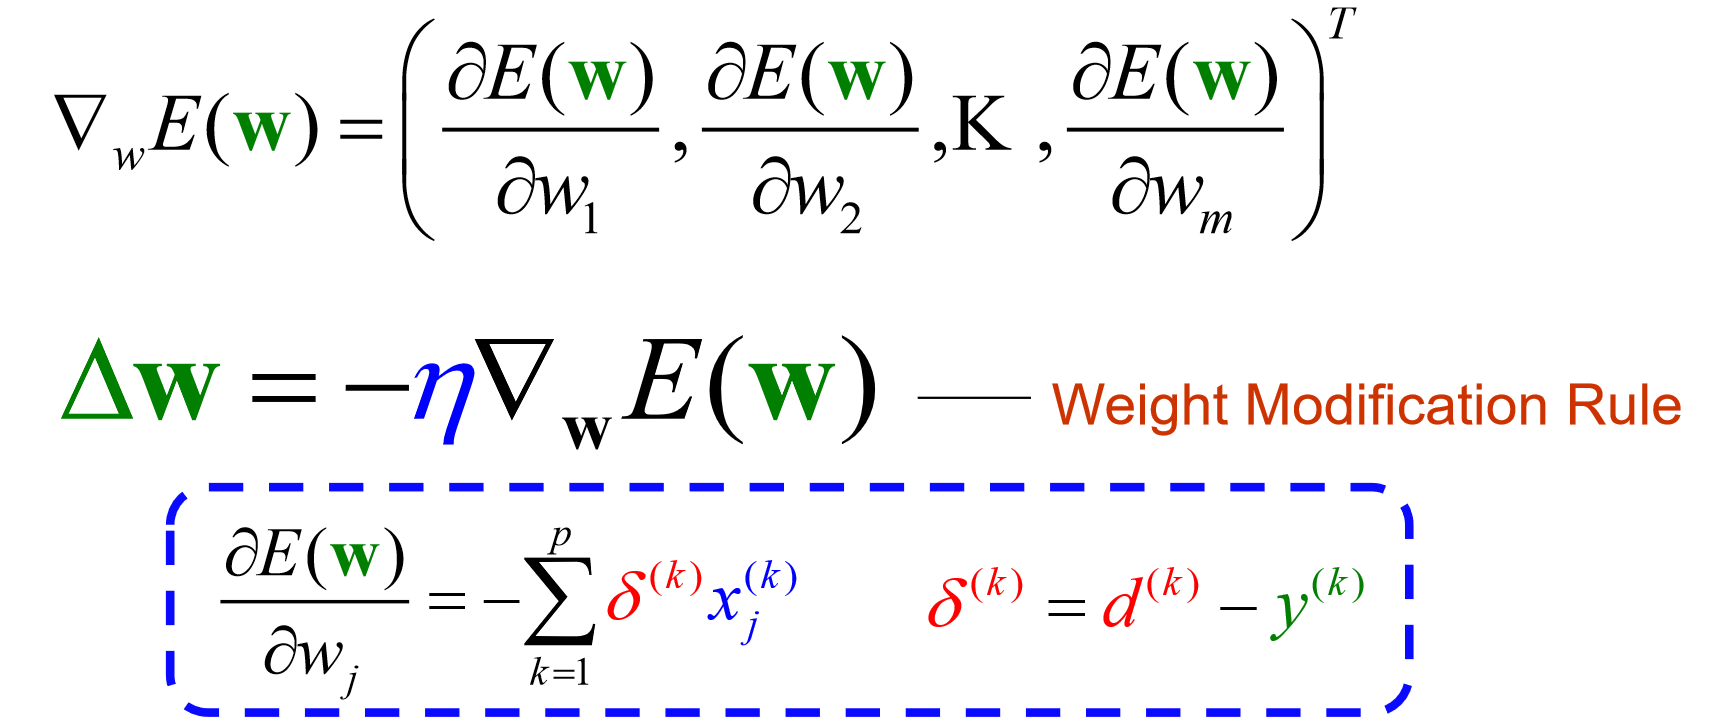 ∇_w E(w) = (∂E(w)/∂w_1, ∂E(w)/∂w_2, K , ∂E(w)/∂w_m)^T
Δw = −η∇_w E(w) — Weight Modification Rule
∂E(w)/∂w_j = −∑_{k=1}^{p} δ^{(k)} x_j^{(k)} δ^{(k)} = d^{(k)} − y^{(k)}